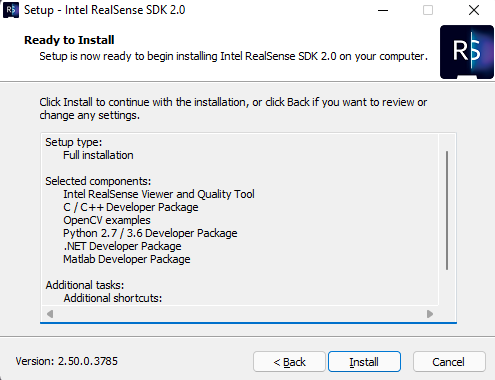 Setup - Intel RealSense SDK 2.0
Ready to Install
Setup is now ready to begin installing Intel RealSense SDK 2.0 on your computer.
RS
Click Install to continue with the installation, or click Back if you want to review or
change any settings.
Setup type:
Full installation
Selected components:
Intel RealSense Viewer and Quality Tool
C / C++ Developer Package
OpenCV examples
Python 2.7 / 3.6 Developer Package
.NET Developer Package
Matlab Developer Package
Additional tasks:
Additional shortcuts:
Version: 2.50.0.3785
< Back
Install
Cancel